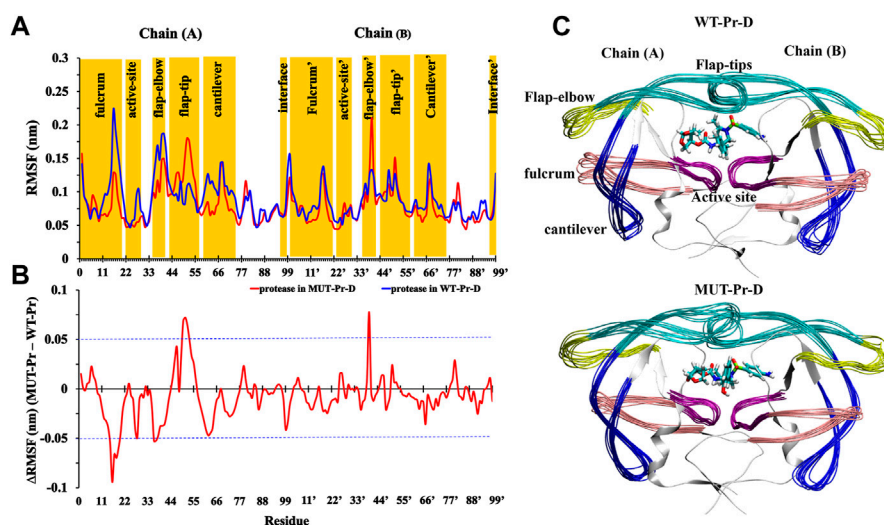 A
Chain (A)
Chain (B)
RMSF (nm)
0.3
0.25
0.2
0.15
0.1
0.05
fulcrum
active-site
flap-elbow
flap-tip
cantilever
interface
Fulcrum’
active-site’
flap-elbow’
flap-tip’
Cantilever’
Interface’
0 11 22 33 44 55 66 77 88 99 11’ 22’ 33’ 44’ 55’ 66’ 77’ 88’ 99’
protease in MUT-Pr-D
protease in WT-Pr-D
B
ΔRMSF (nm) (MUT-Pr – WT-Pr)
0.1
0.05
0
-0.05
-0.1
0 11 22 33 44 55 66 77 88 99 11’ 22’ 33’ 44’ 55’ 66’ 77’ 88’ 99’
Residue
C
WT-Pr-D
Chain (A)
Chain (B)
Flap-tips
Flap-elbow
fulcrum
Active site
cantilever
MUT-Pr-D